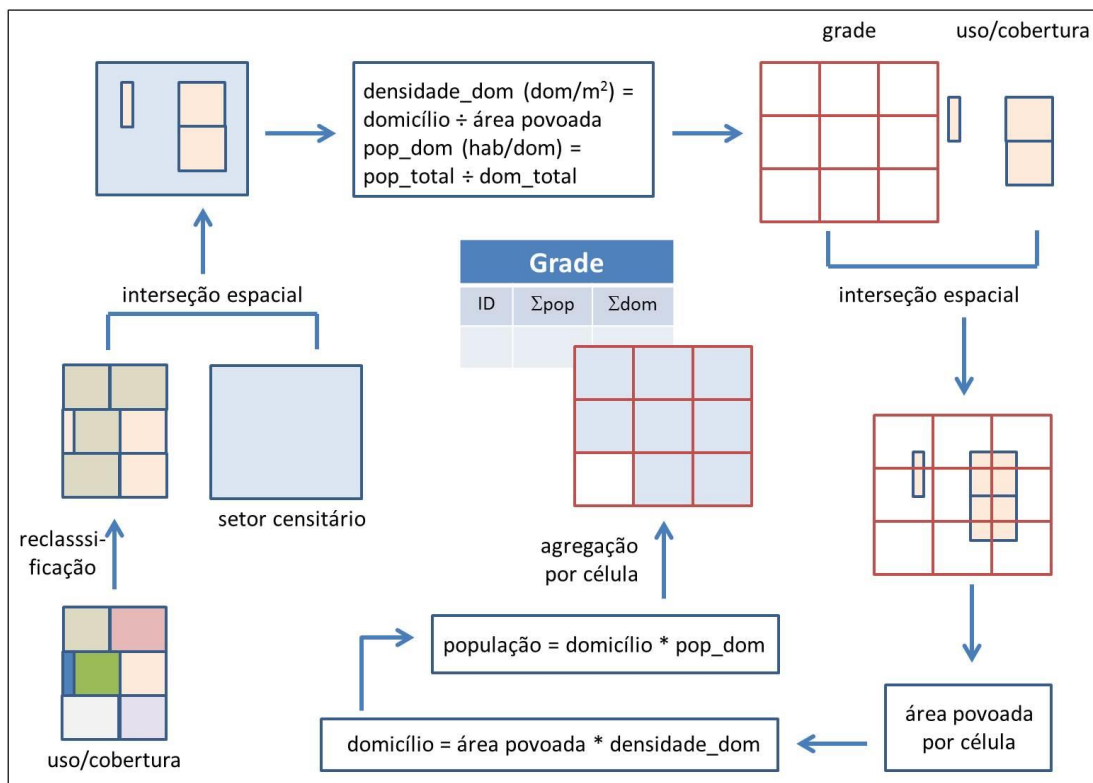 grade
uso/cobertura
densidade_dom (dom/m²) =
domicílio ÷ área povoada
pop_dom (hab/dom) =
pop_total ÷ dom_total
Grade
ID Σpop Σdom
interseção espacial
interseção espacial
setor censitário
reclasssi-
ficação
agregação
por célula
população = domicílio * pop_dom
domicílio = área povoada * densidade_dom
área povoada
por célula
uso/cobertura